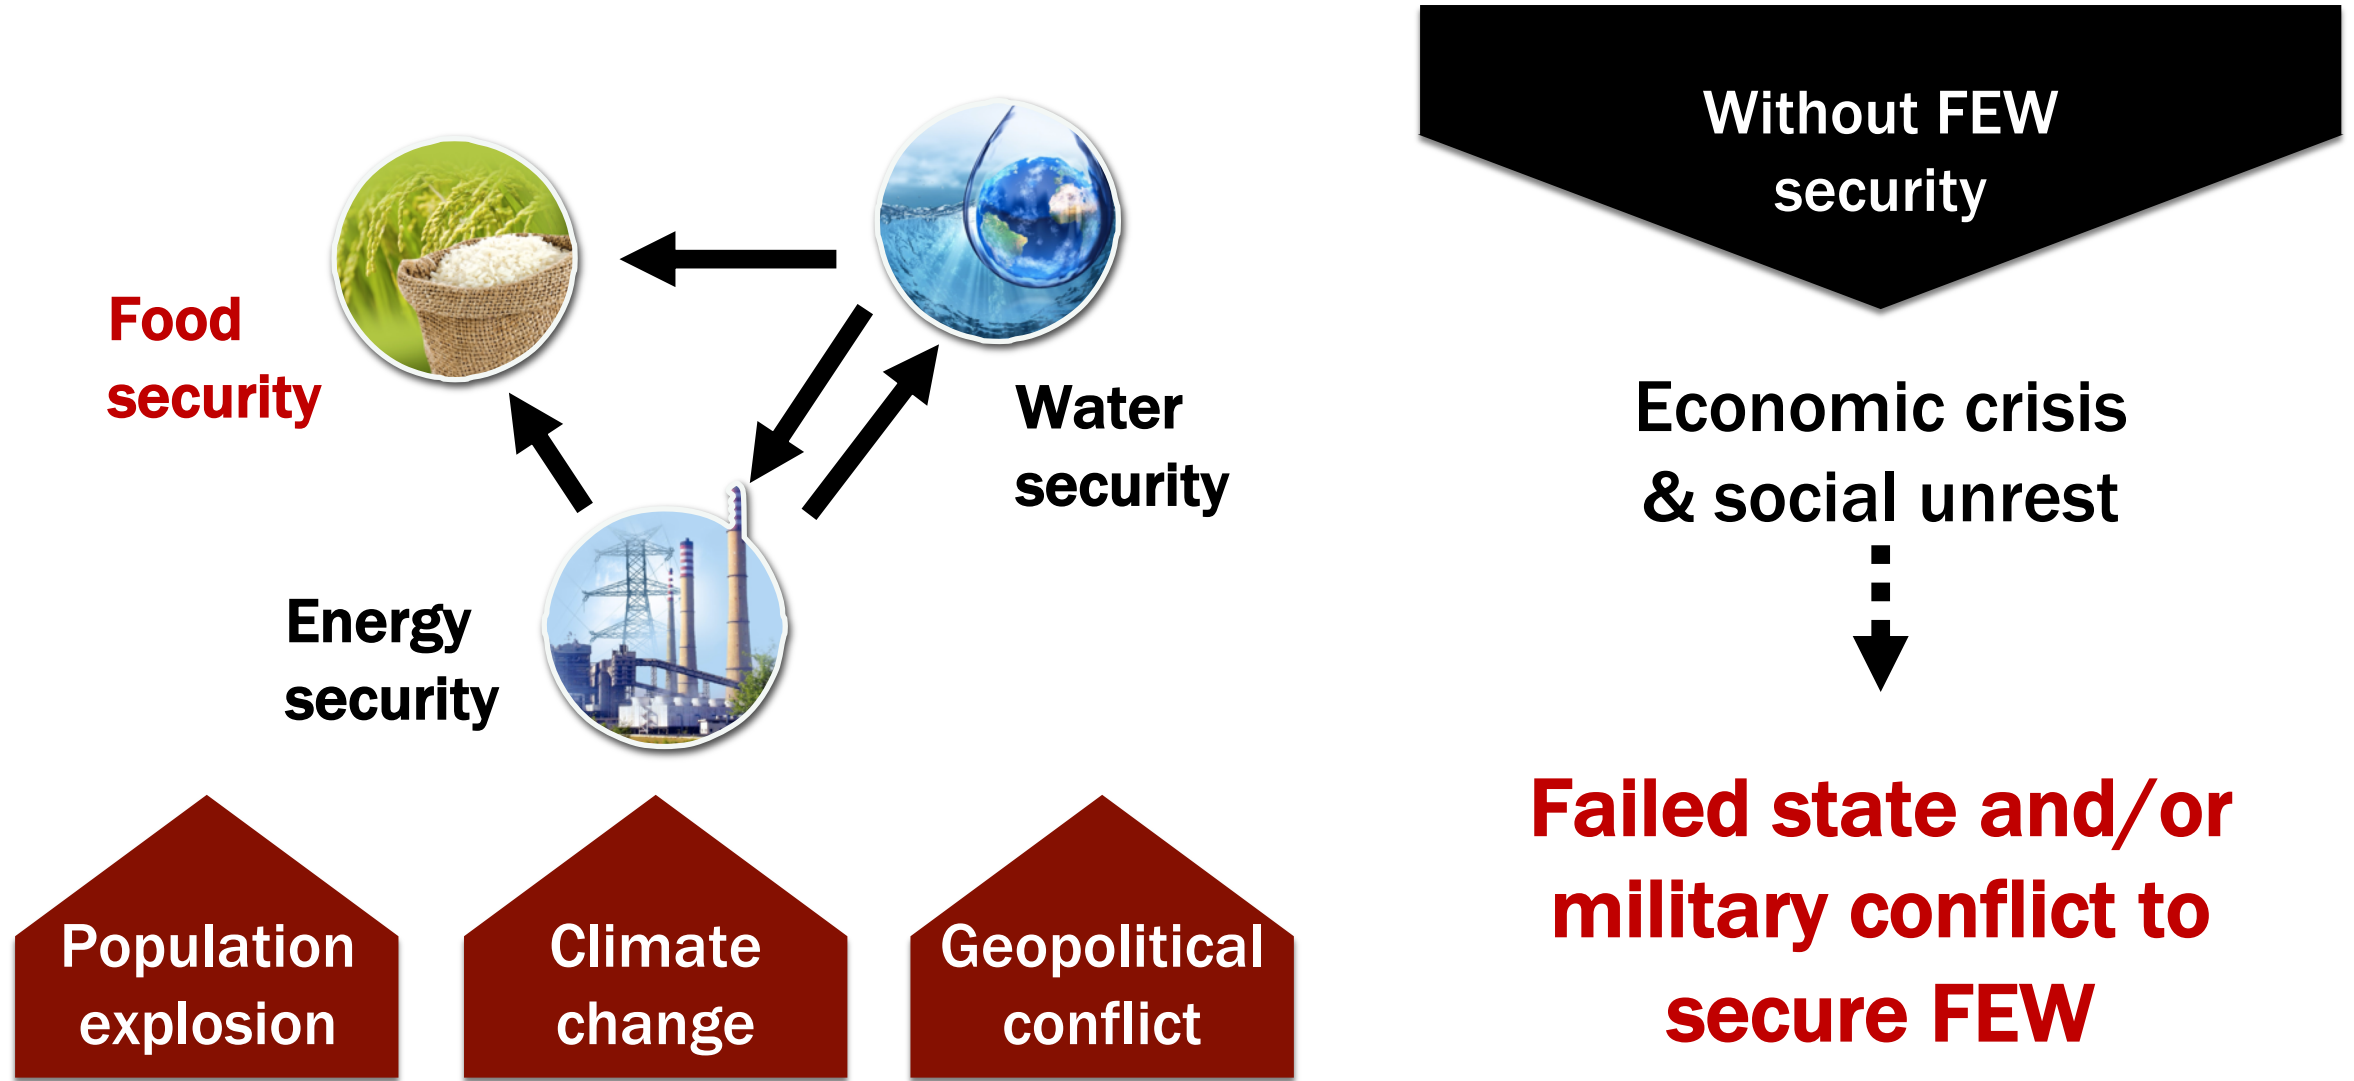 Food
security
Water
security
Energy
security
Population
explosion
Climate
change
Geopolitical
conflict
Without FEW
security
Economic crisis
& social unrest
Failed state and/or
military conflict to
secure FEW